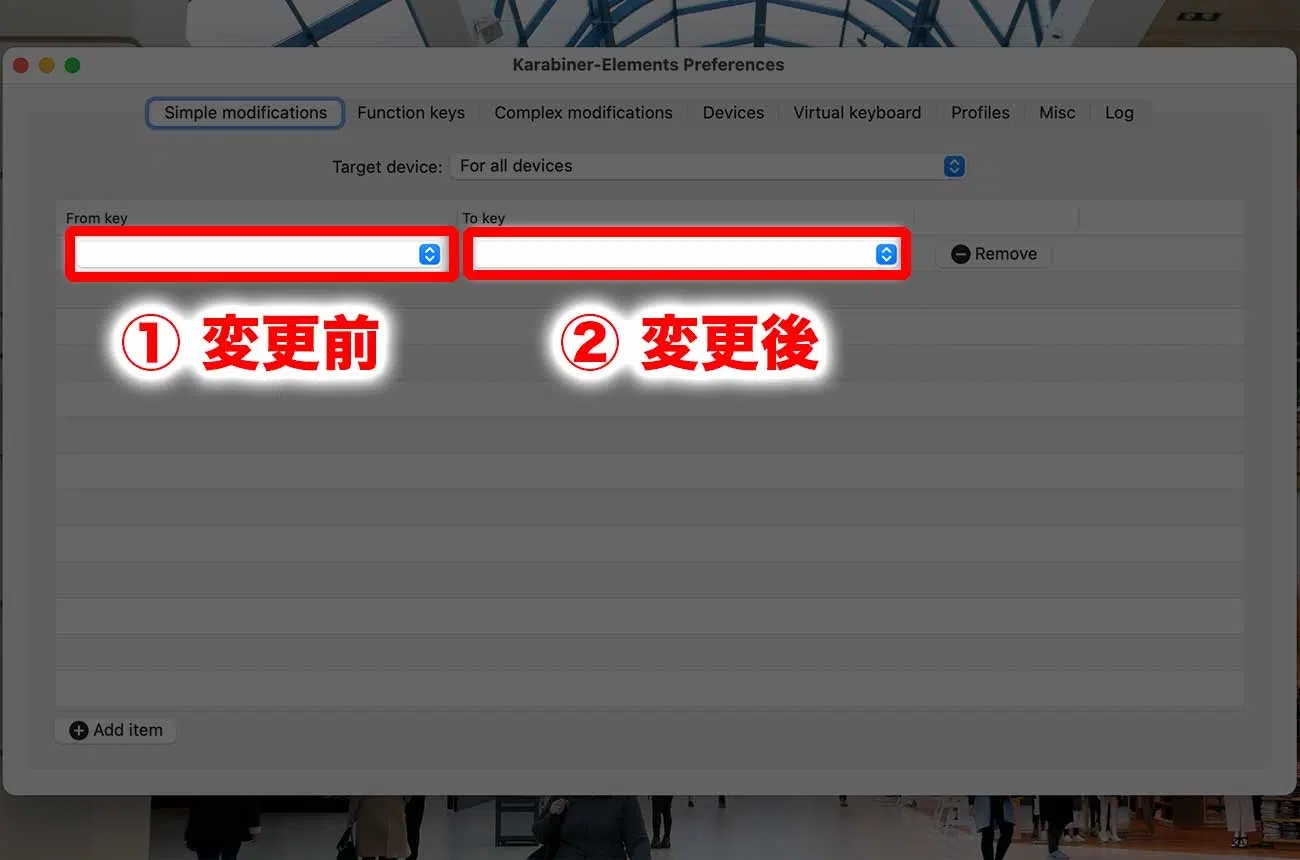 Karabiner-Elements Preferences
Simple modifications Function keys Complex modifications Devices Virtual keyboard Profiles Misc Log
Target device: For all devices
From key To key
Remove
① 変更前 ② 変更後
Add item